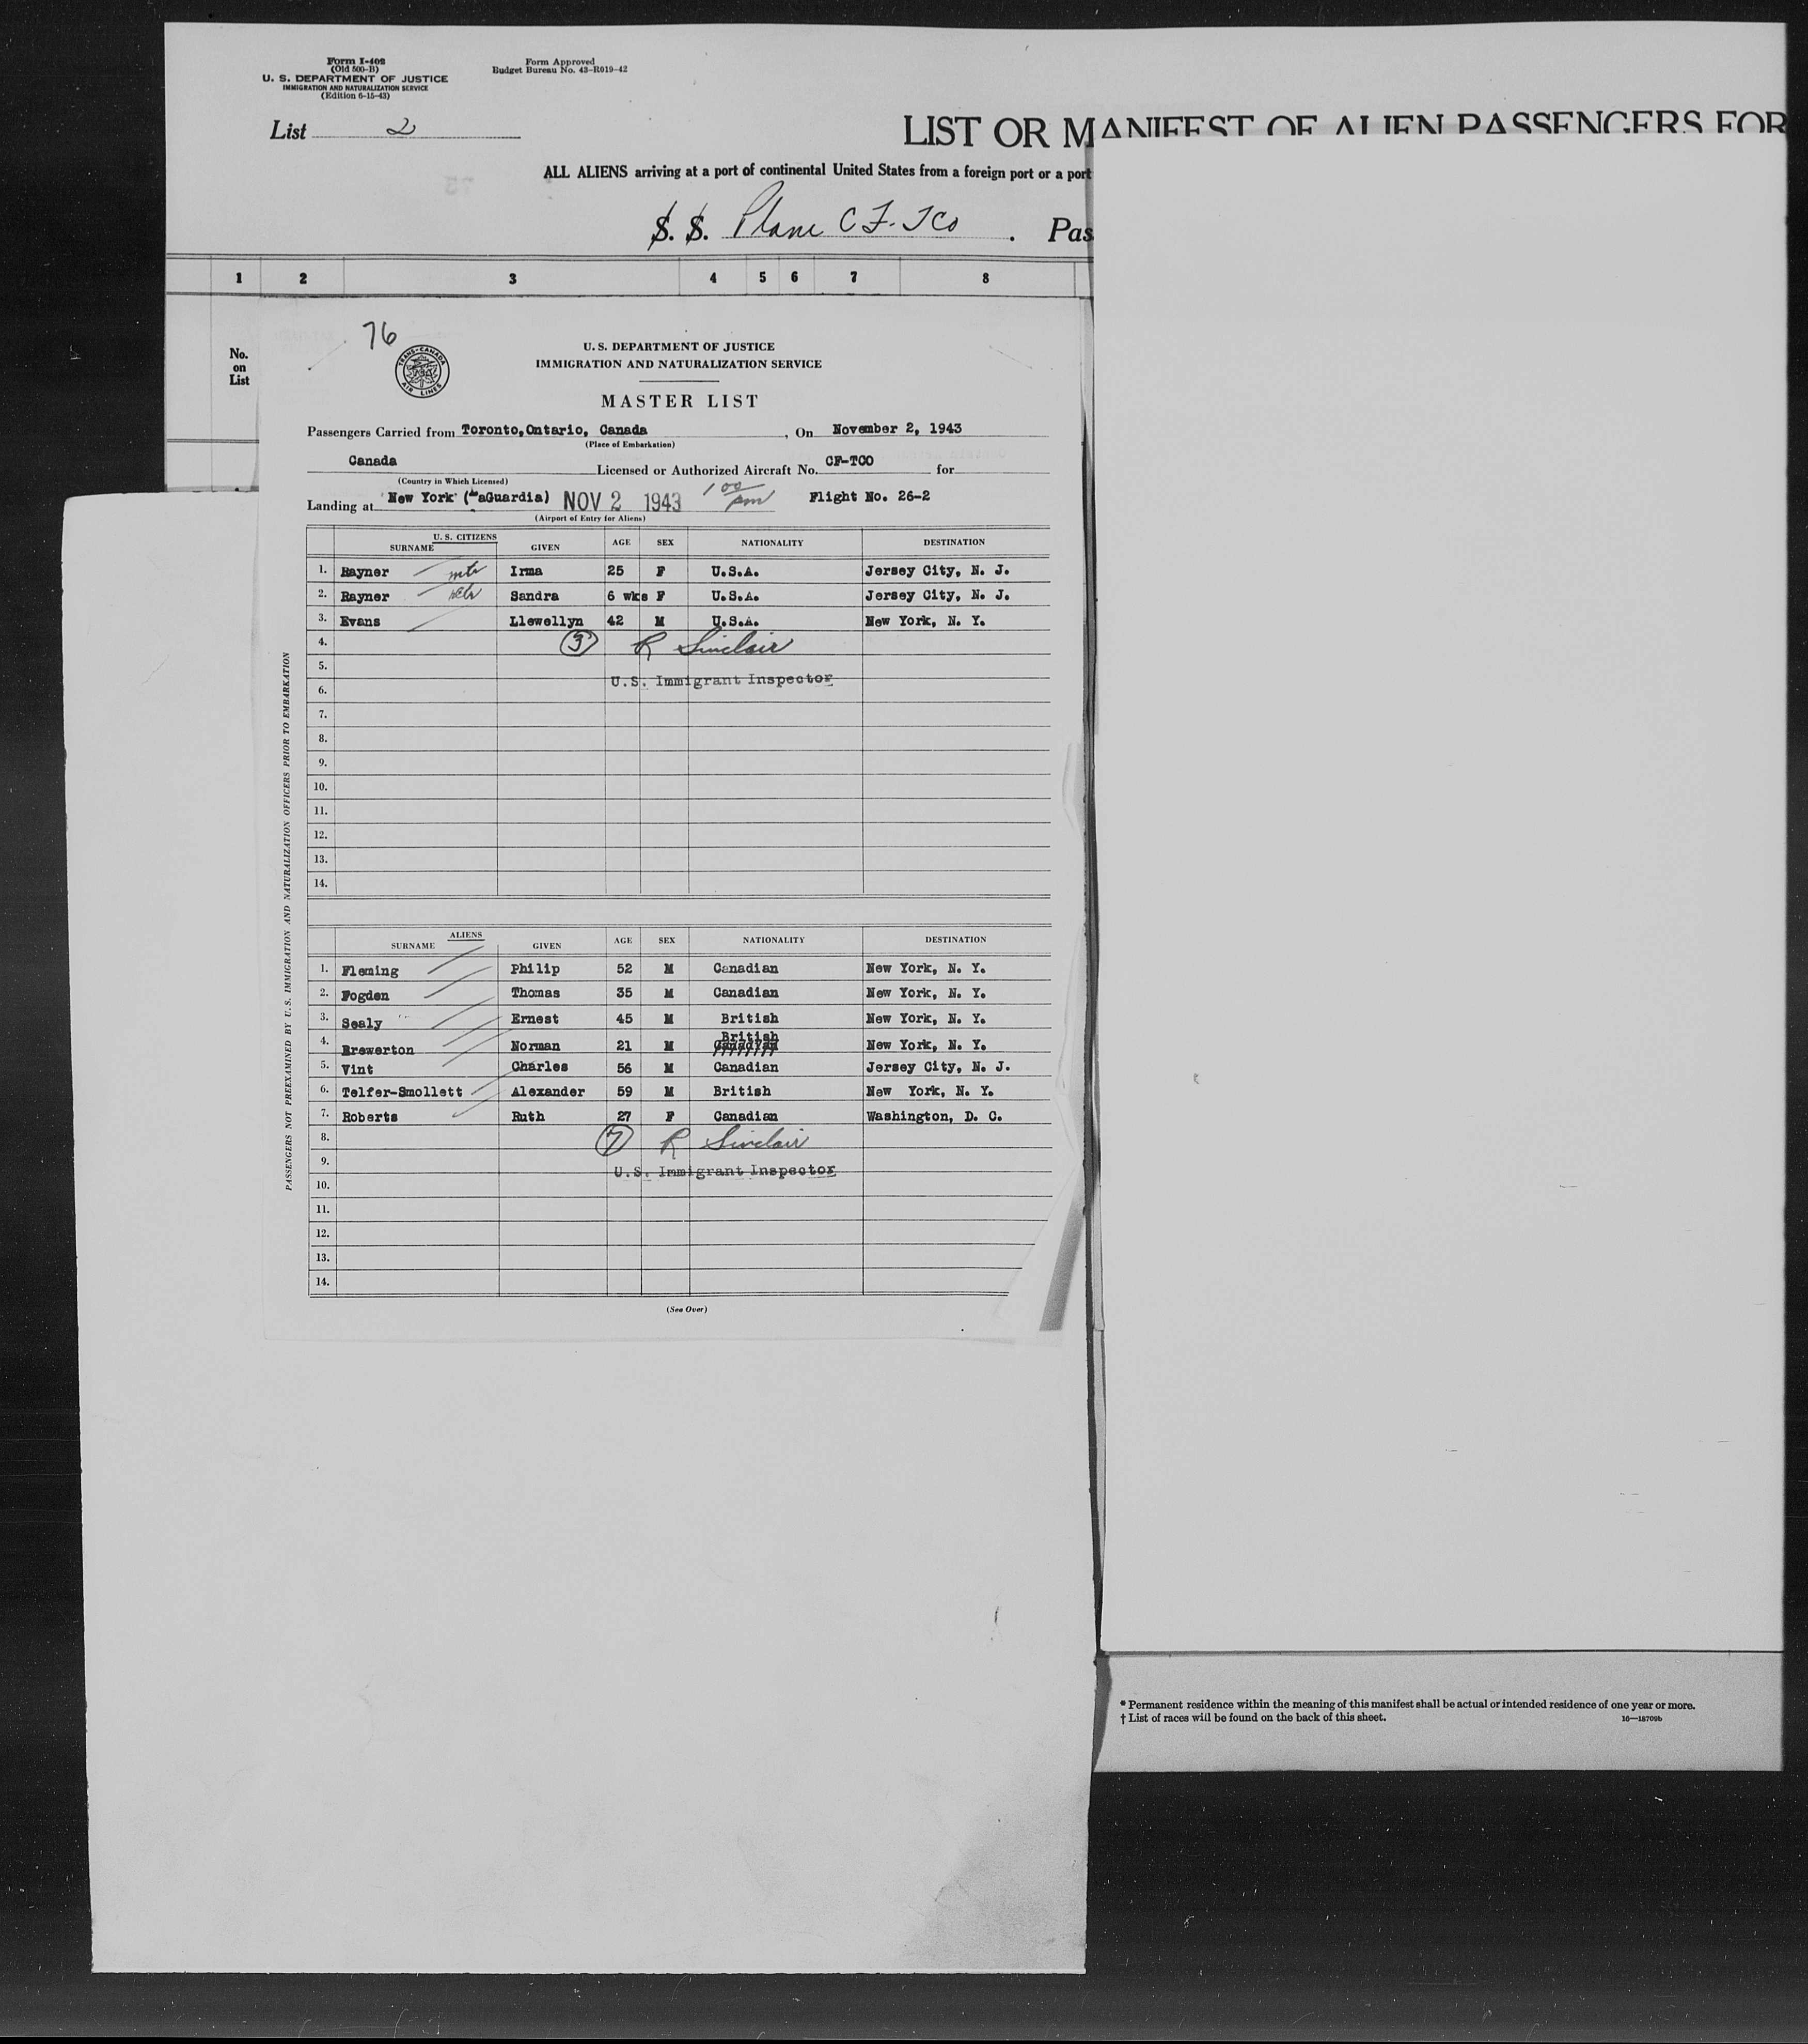 Form I-402
(Old 500-B)
U. S. DEPARTMENT OF JUSTICE
IMMIGRATION AND NATURALIZATION SERVICE
(Edition 6-15-43)
Form Approved
Budget Bureau No. 43-R019-42
List 2
LIST OR MANIFEST OF ALIEN PASSENGERS FOR
ALL ALIENS arriving at a port of continental United States from a foreign port or a port
S. S. Plane CF-TCO . Pas
1 2 3 4 5 6 7 8
No.
on
List
76
TRANS-CANADA AIR LINES
U. S. DEPARTMENT OF JUSTICE
IMMIGRATION AND NATURALIZATION SERVICE
MASTER LIST
Passengers Carried from Toronto,Ontario, Canada , On November 2, 1943
(Place of Embarkation)
Canada Licensed or Authorized Aircraft No. CF-TCO for
(Country in Which Licensed)
Landing at New York (LaGuardia) NOV 2 1943 1 00 pm Flight No. 26-2
(Airport of Entry for Aliens)
U. S. CITIZENS
SURNAME GIVEN AGE SEX NATIONALITY DESTINATION
1. Rayner Irma 25 F U.S.A. Jersey City, N. J.
2. Rayner Sandra 6 wks F U.S.A. Jersey City, N. J.
3. Evans Llewellyn 42 M U.S.A. New York, N. Y.
4. 3 R Sinclair
5.
U.S. Immigrant Inspector
6.
7.
8.
9.
10.
11.
12.
13.
14.
ALIENS
SURNAME GIVEN AGE SEX NATIONALITY DESTINATION
1. Fleming Philip 52 M Canadian New York, N. Y.
2. Fogden Thomas 35 M Canadian New York, N. Y.
3. Sealy Ernest 45 M British New York, N. Y.
British
4. Brewerton Norman 21 M Canadian New York, N. Y.
5. Vint Charles 56 M Canadian Jersey City, N. J.
6. Telfer-Smollett Alexander 59 M British New York, N. Y.
7. Roberts Ruth 27 F Canadian Washington, D. C.
8. 7 R Sinclair
9.
U.S. Immigrant Inspector
10.
11.
12.
13.
14.
(See Over)
PASSENGERS NOT PREEXAMINED BY U.S. IMMIGRATION AND NATURALIZATION OFFICERS PRIOR TO EMBARKATION
* Permanent residence within the meaning of this manifest shall be actual or intended residence of one year or more.
† List of races will be found on the back of this sheet. 16—18709b